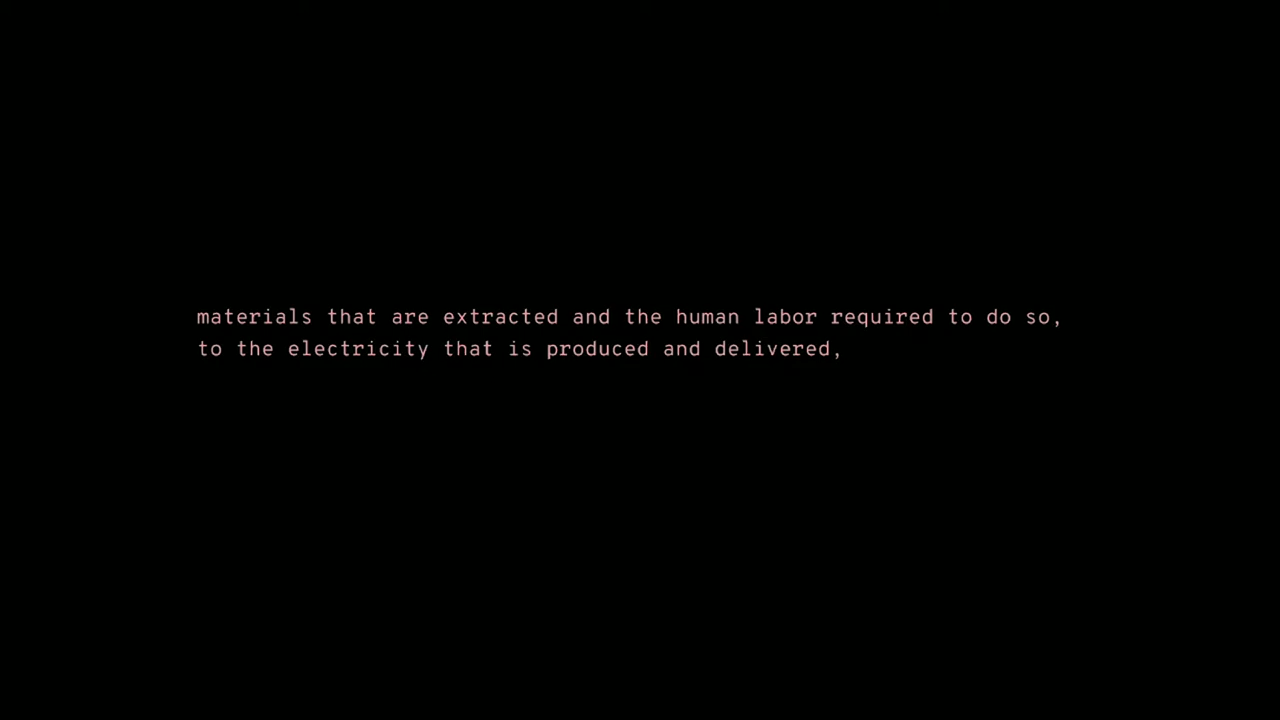 materials that are extracted and the human labor required to do so,
to the electricity that is produced and delivered,